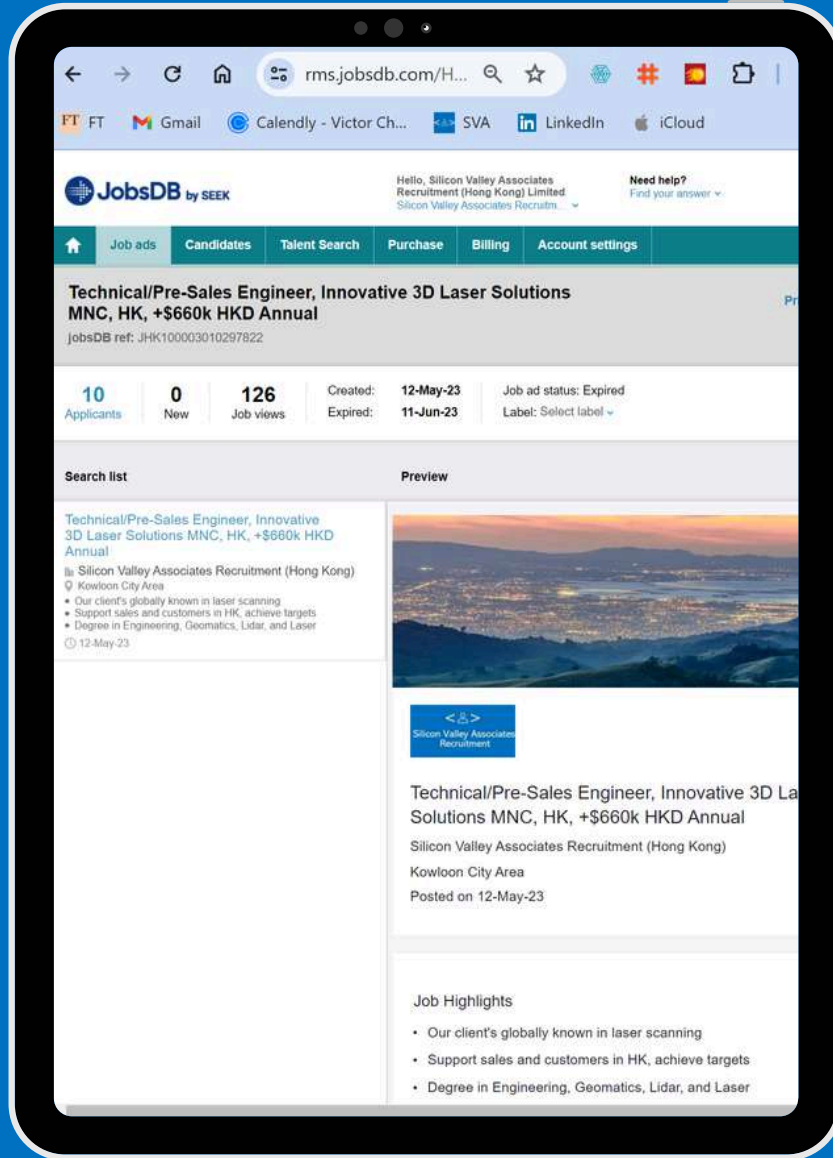 rms.jobsdb.com/H...
FT FT Gmail Calendly - Victor Ch... SVA LinkedIn iCloud
JobsDB by SEEK
Hello, Silicon Valley Associates
Recruitment (Hong Kong) Limited
Silicon Valley Associates Recruitm...
Need help?
Find your answer
Job ads Candidates Talent Search Purchase Billing Account settings
Technical/Pre-Sales Engineer, Innovative 3D Laser Solutions
MNC, HK, +$660k HKD Annual
Pr
jobsDB ref: JHK100003010297822
10 0 126 Created: 12-May-23 Job ad status: Expired
Applicants New Job views Expired: 11-Jun-23 Label: Select label
Search list Preview
Technical/Pre-Sales Engineer, Innovative
3D Laser Solutions MNC, HK, +$660k HKD
Annual
Silicon Valley Associates Recruitment (Hong Kong)
Kowloon City Area
• Our client's globally known in laser scanning
• Support sales and customers in HK, achieve targets
• Degree in Engineering, Geomatics, Lidar, and Laser
12-May-23
Silicon Valley Associates
Recruitment
Technical/Pre-Sales Engineer, Innovative 3D La
Solutions MNC, HK, +$660k HKD Annual
Silicon Valley Associates Recruitment (Hong Kong)
Kowloon City Area
Posted on 12-May-23
Job Highlights
• Our client's globally known in laser scanning
• Support sales and customers in HK, achieve targets
• Degree in Engineering, Geomatics, Lidar, and Laser